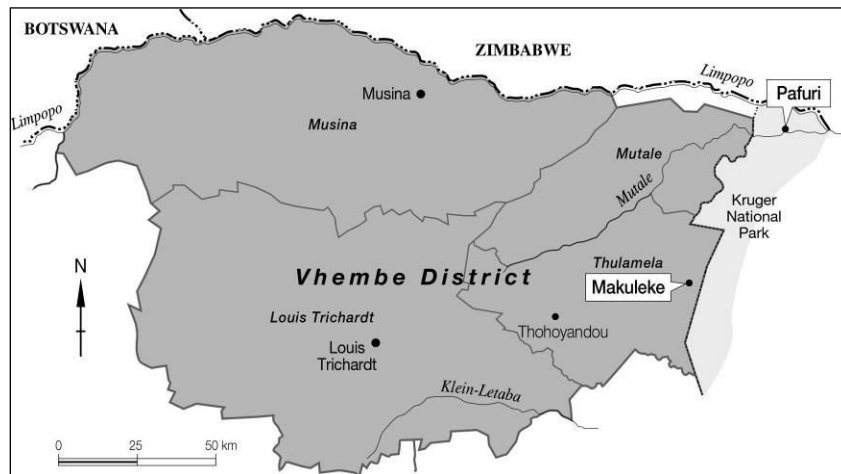 BOTSWANA
ZIMBABWE
Limpopo
Limpopo
Pafuri
Musina
Musina
Mutale
Mutale
Kruger
National
Park
N
Vhembe District
Thulamela
Makuleke
Louis Trichardt
Thohoyandou
Louis
Trichardt
Klein-Letaba
0 25 50 km